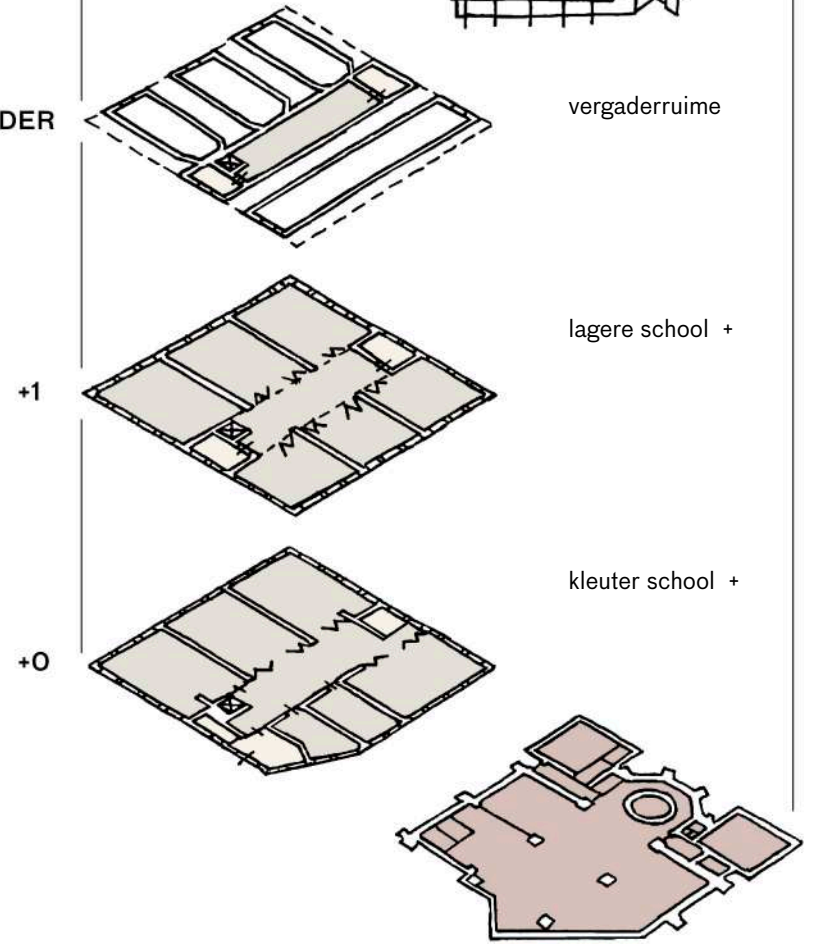 DER
vergaderruime
+1
lagere school +
kleuter school +
+0